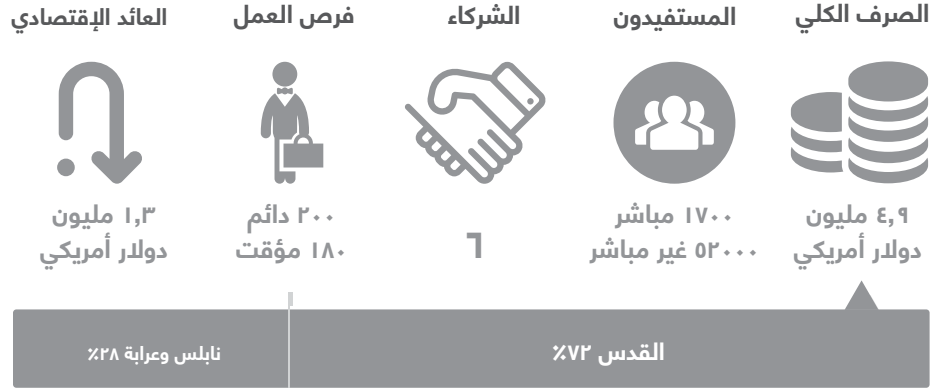 الصرف الكلي
المستفيدون
الشركاء
فرص العمل
العائد الإقتصادي
٤,٩ مليون
دولار أمريكي
١٧٠٠ مباشر
٥٢٠٠٠ غير مباشر
٦
٢٠٠ دائم
١٨٠ مؤقت
١,٣ مليون
دولار أمريكي
القدس ٧٢٪
نابلس وعرابة ٢٨٪